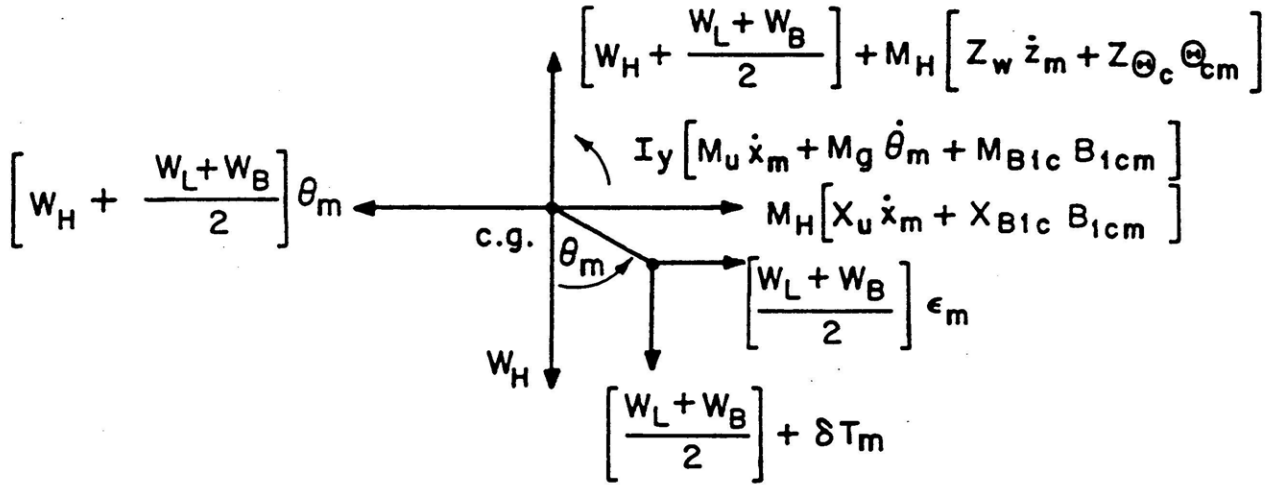 [W_H + (W_L + W_B)/2] + M_H [Z_w ż_m + Z_Θc Θ_cm]
I_y [M_u ẋ_m + M_g θ̇_m + M_B1c B_1cm]
[W_H + (W_L + W_B)/2] θ_m
M_H [X_u ẋ_m + X_B1c B_1cm]
c.g.
θ_m
[(W_L + W_B)/2] ϵ_m
W_H
[(W_L + W_B)/2] + δT_m